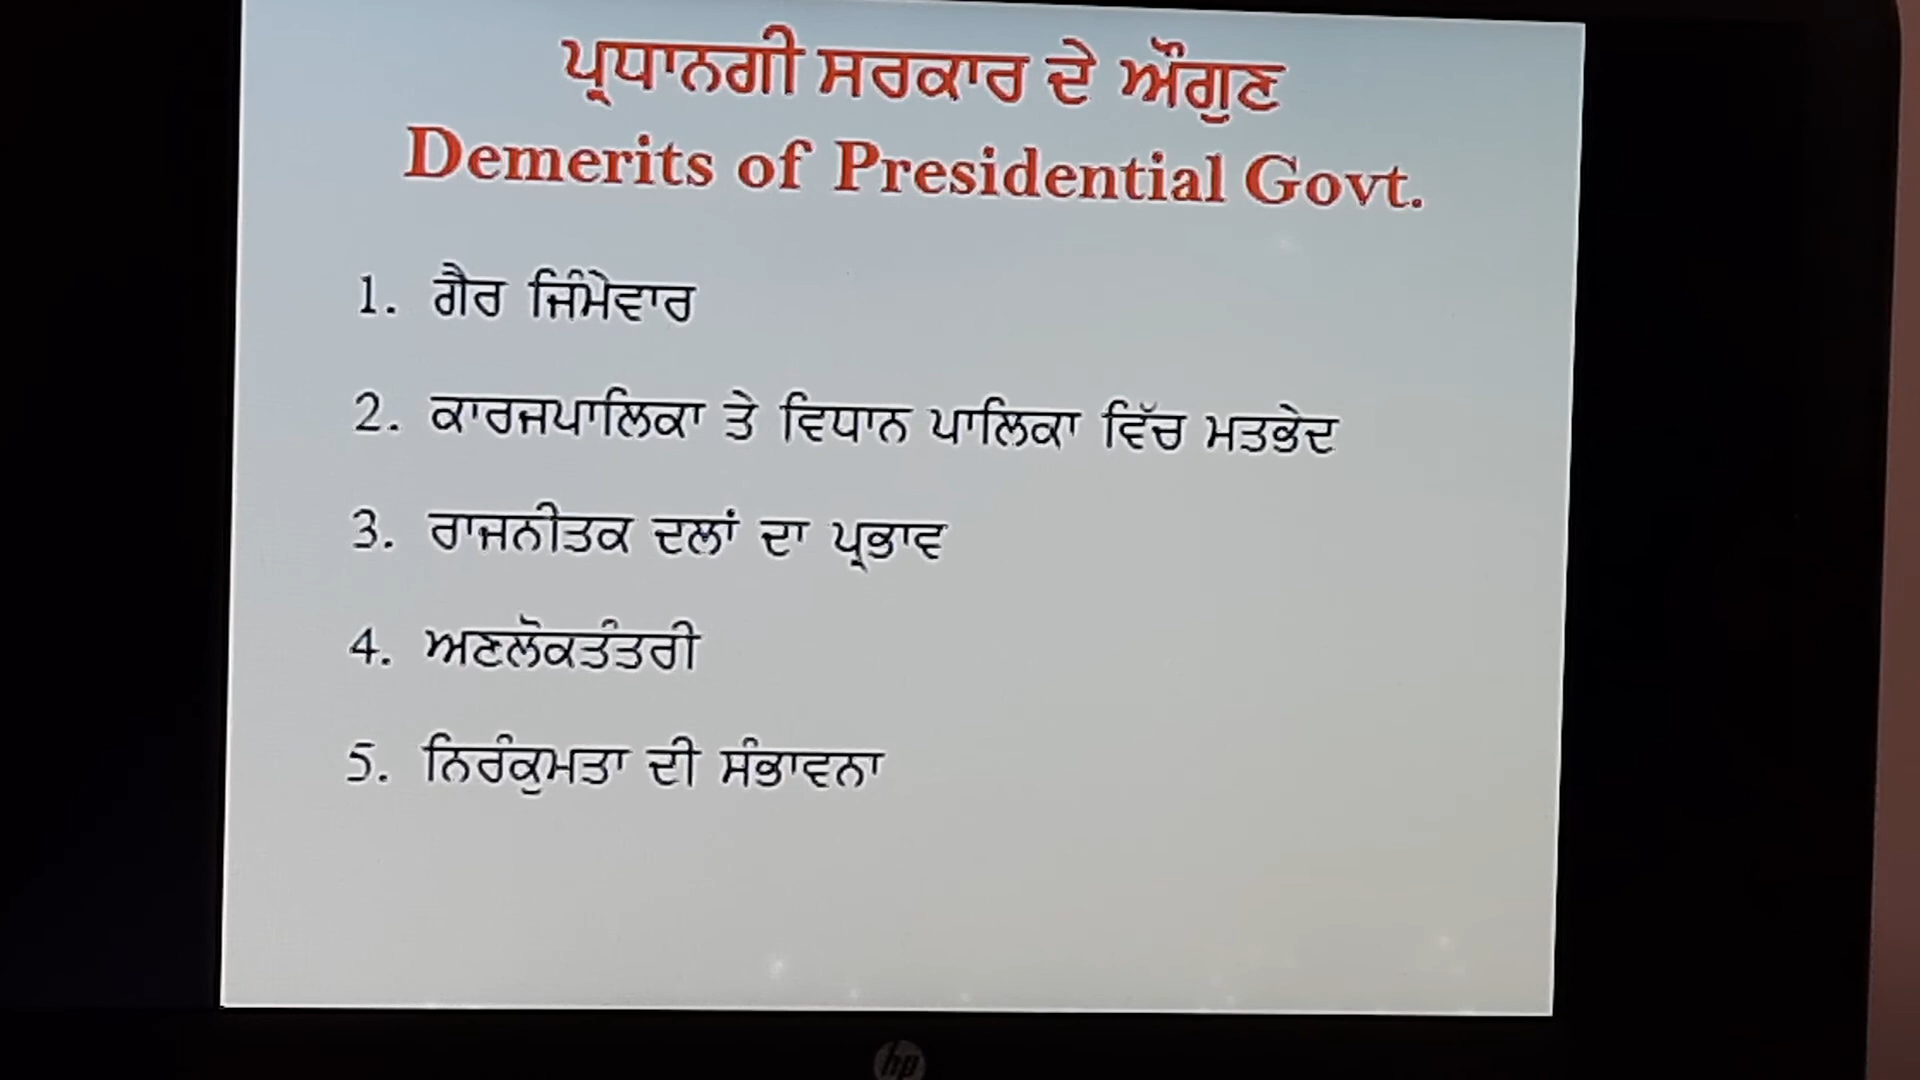 ਪ੍ਰਧਾਨਗੀ ਸਰਕਾਰ ਦੇ ਔਗੁਣ
Demerits of Presidential Govt.
1. ਗੈਰ ਜਿੰਮੇਵਾਰ
2. ਕਾਰਜਪਾਲਿਕਾ ਤੇ ਵਿਧਾਨ ਪਾਲਿਕਾ ਵਿੱਚ ਮਤਭੇਦ
3. ਰਾਜਨੀਤਕ ਦਲਾਂ ਦਾ ਪ੍ਰਭਾਵ
4. ਅਣਲੋਕਤੰਤਰੀ
5. ਨਿਰੰਕੁਮਤਾ ਦੀ ਸੰਭਾਵਨਾ
hp